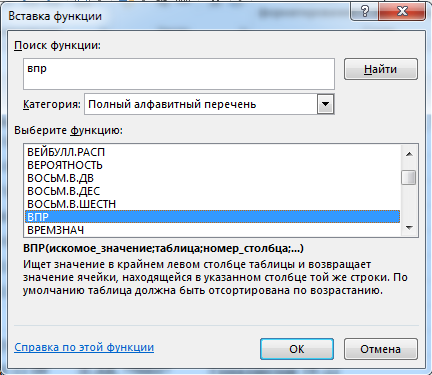 Вставка функции
Поиск функции:
впр
Найти
Категория: Полный алфавитный перечень
Выберите функцию:
ВЕЙБУЛЛ.РАСП
ВЕРОЯТНОСТЬ
ВОСЬМ.В.ДВ
ВОСЬМ.В.ДЕС
ВОСЬМ.В.ШЕСТН
ВПР
ВРЕМЗНАЧ
ВПР(искомое_значение;таблица;номер_столбца;...)
Ищет значение в крайнем левом столбце таблицы и возвращает
значение ячейки, находящейся в указанном столбце той же строки. По
умолчанию таблица должна быть отсортирована по возрастанию.
Справка по этой функции
ОК
Отмена